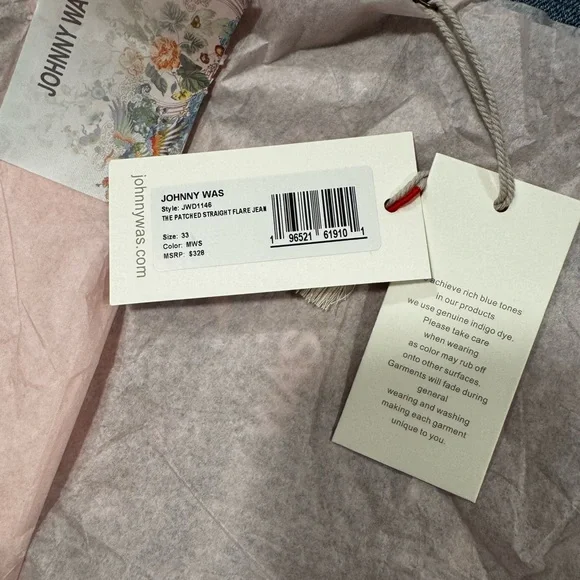 JOHNNY WAS
johnnywas.com
JOHNNY WAS
Style: JWD1146
THE PATCHED STRAIGHT FLARE JEAN
Size: 33
Color: MWS
MSRP: $328
1 96521 61910 1
achieve rich blue tones
in our products
we use genuine indigo dye.
Please take care
when wearing
as color may rub off
onto other surfaces.
Garments will fade during
general
wearing and washing
making each garment
unique to you.